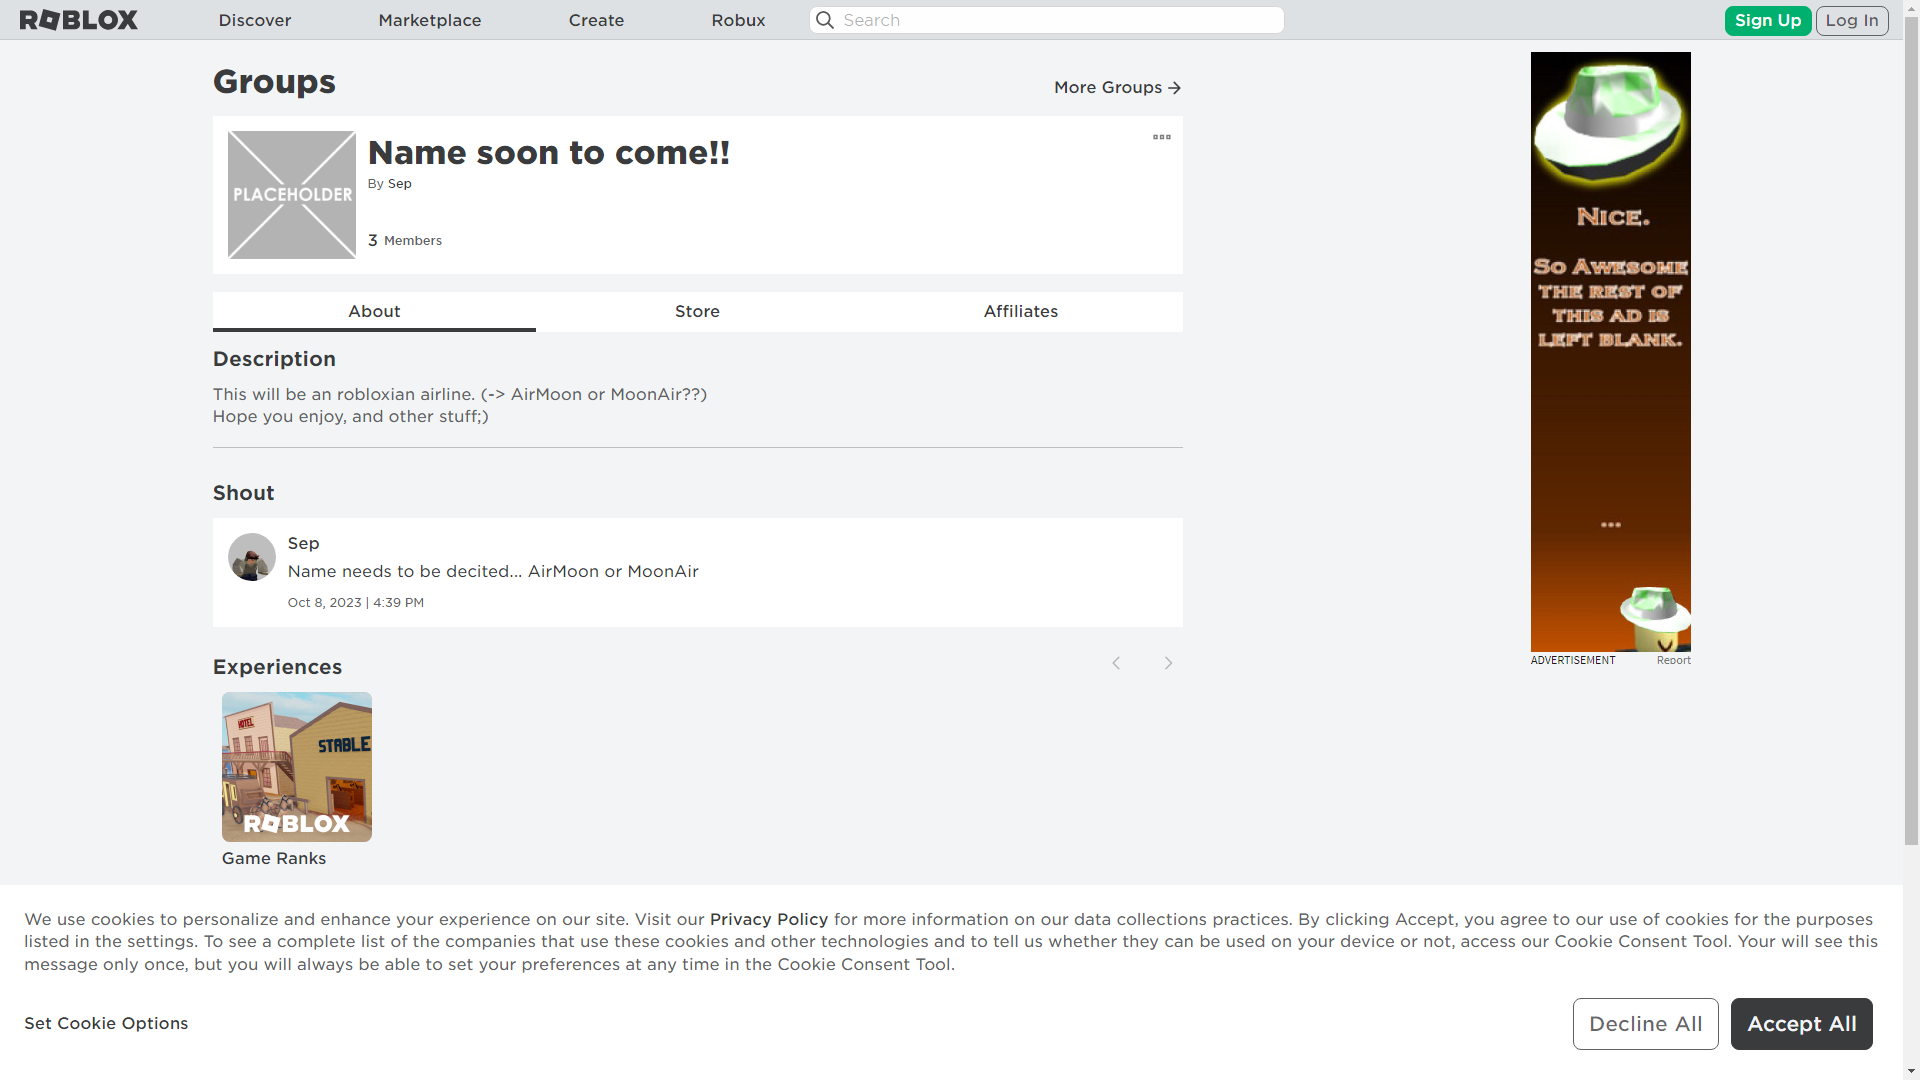 ROBLOX
Discover
Marketplace
Create
Robux
Search
Sign Up
Log In
Groups
More Groups
PLACEHOLDER
Name soon to come!!
By Sep
3 Members
About
Store
Affiliates
Description
This will be an robloxian airline. (-> AirMoon or MoonAir??)
Hope you enjoy, and other stuff;)
Shout
Sep
Name needs to be decited... AirMoon or MoonAir
Oct 8, 2023 | 4:39 PM
Experiences
HOTEL
STABLE
ROBLOX
Game Ranks
Nice.
So Awesome
the rest of
this ad is
left blank.
...
ADVERTISEMENT
Report
We use cookies to personalize and enhance your experience on our site. Visit our Privacy Policy for more information on our data collections practices. By clicking Accept, you agree to our use of cookies for the purposes
listed in the settings. To see a complete list of the companies that use these cookies and other technologies and to tell us whether they can be used on your device or not, access our Cookie Consent Tool. Your will see this
message only once, but you will always be able to set your preferences at any time in the Cookie Consent Tool.
Set Cookie Options
Decline All
Accept All